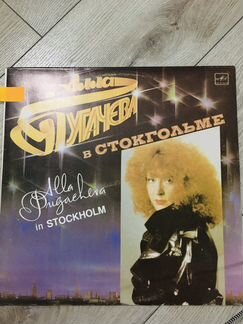 Алла
Пугачева
в СТОКГОЛЬМЕ
Alla
Pugacheva
in STOCKHOLM